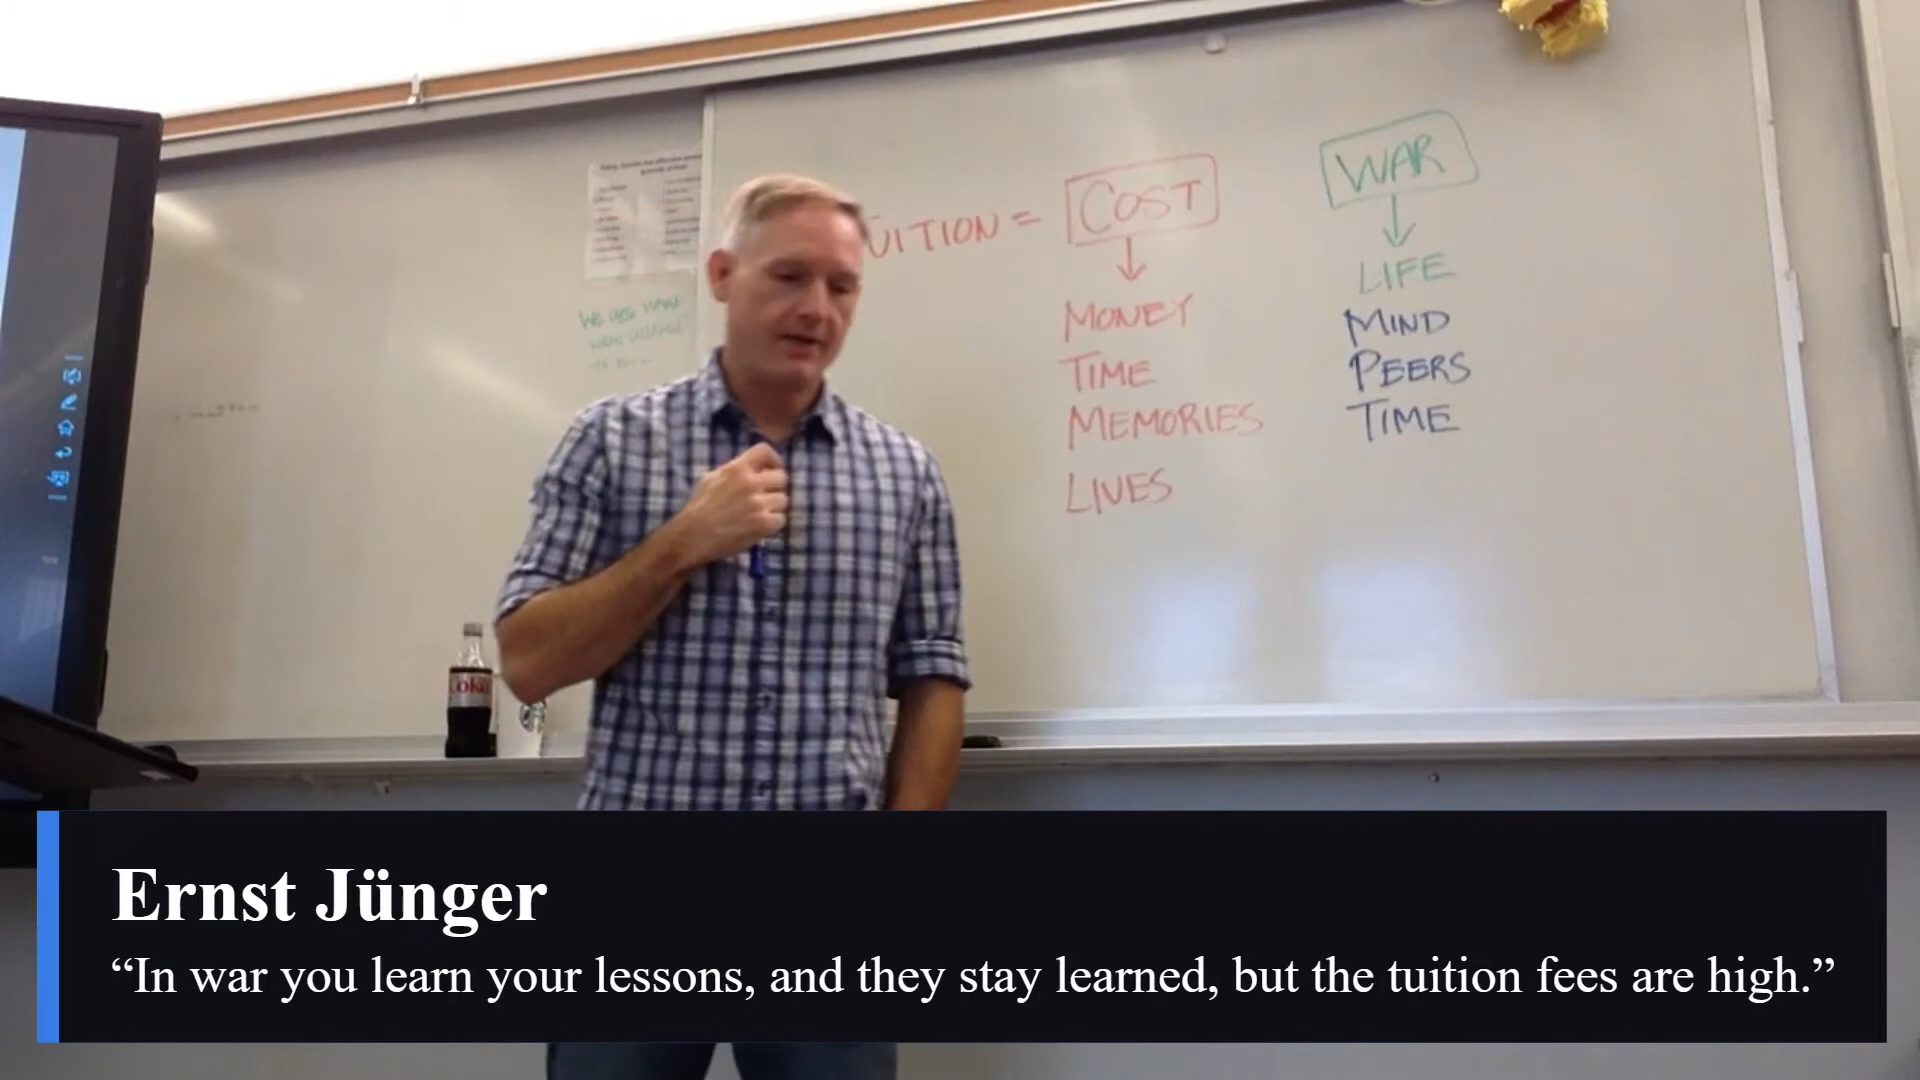 TUITION = COST
MONEY
TIME
MEMORIES
LIVES
WAR
LIFE
MIND
PEERS
TIME
Coke
Ernst Jünger
“In war you learn your lessons, and they stay learned, but the tuition fees are high.”